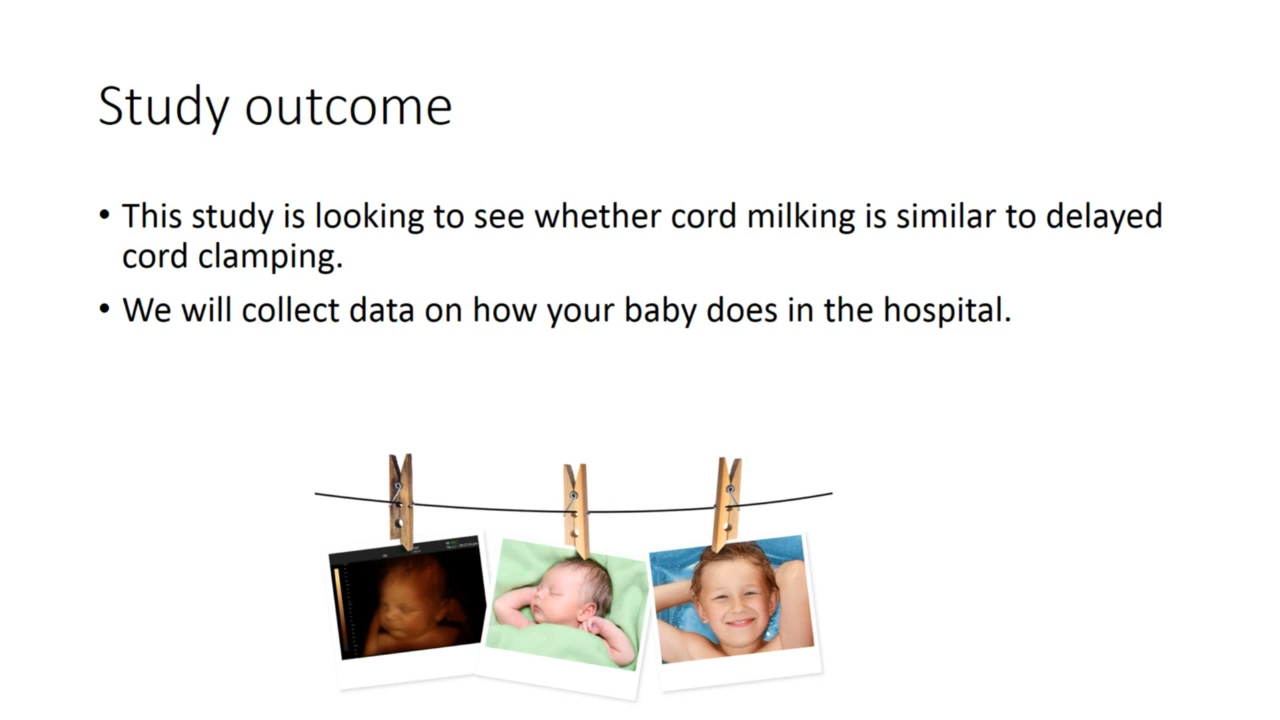 Study outcome
• This study is looking to see whether cord milking is similar to delayed
cord clamping.
• We will collect data on how your baby does in the hospital.